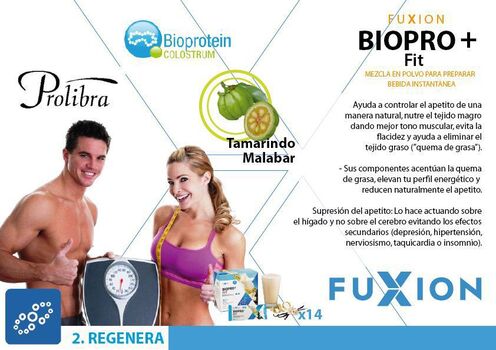 Bioprotein
COLOSTRUM
FUXION
BIOPRO+
Fit
MEZCLA EN POLVO PARA PREPARAR
BEBIDA INSTANTÁNEA
Prolibra
Tamarindo
Malabar
Ayuda a controlar el apetito de una
manera natural, nutre el tejido magro
dando mejor tono muscular, evita la
flacidez y ayuda a eliminar el
tejido graso ("quema de grasa").
- Sus componentes acentúan la quema
de grasa, elevan tu perfil energético y
reducen naturalmente el apetito.
Supresión del apetito: Lo hace actuando sobre
el hígado y no sobre el cerebro evitando los efectos
secundarios (depresión, hipertensión,
nerviosismo, taquicardia o insomnio).
BIOPRO+
x14
FUXION
2. REGENERA